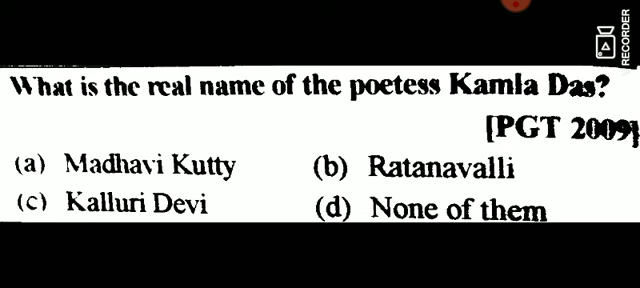 RECORDER
What is the real name of the poetess Kamla Das?
[PGT 2009]
(a) Madhavi Kutty (b) Ratanavalli
(c) Kalluri Devi (d) None of them